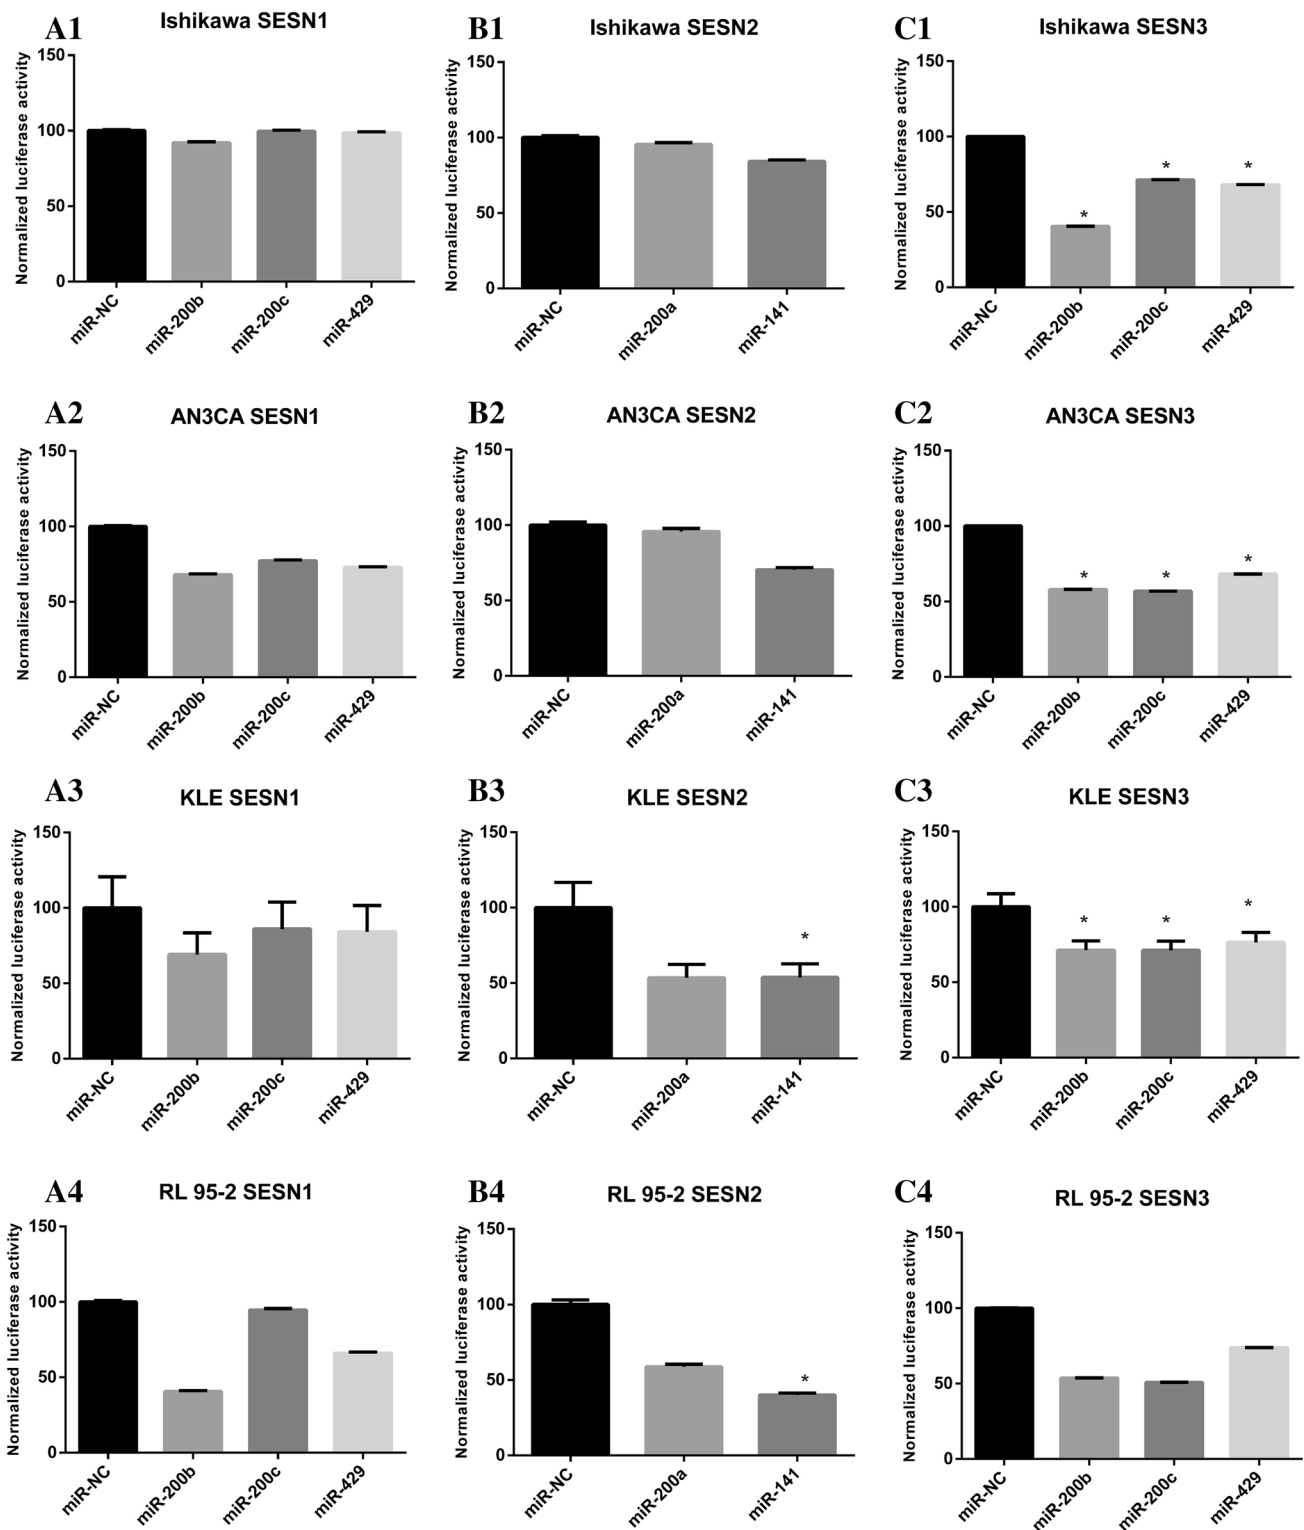 A1
Ishikawa SESN1
Normalized luciferase activity
150
100
50
0
miR-NC
miR-200b
miR-200c
miR-429
B1
Ishikawa SESN2
Normalized luciferase activity
150
100
50
0
miR-NC
miR-200a
miR-141
C1
Ishikawa SESN3
Normalized luciferase activity
150
100
50
0
*
*
*
miR-NC
miR-200b
miR-200c
miR-429
A2
AN3CA SESN1
Normalized luciferase activity
150
100
50
0
miR-NC
miR-200b
miR-200c
miR-429
B2
AN3CA SESN2
Normalized luciferase activity
150
100
50
0
miR-NC
miR-200a
miR-141
C2
AN3CA SESN3
Normalized luciferase activity
150
100
50
0
*
*
*
miR-NC
miR-200b
miR-200c
miR-429
A3
KLE SESN1
Normalized luciferase activity
150
100
50
0
miR-NC
miR-200b
miR-200c
miR-429
B3
KLE SESN2
Normalized luciferase activity
150
100
50
0
*
miR-NC
miR-200a
miR-141
C3
KLE SESN3
Normalized luciferase activity
150
100
50
0
*
*
*
miR-NC
miR-200b
miR-200c
miR-429
A4
RL 95-2 SESN1
Normalized luciferase activity
150
100
50
0
miR-NC
miR-200b
miR-200c
miR-429
B4
RL 95-2 SESN2
Normalized luciferase activity
150
100
50
0
*
miR-NC
miR-200a
miR-141
C4
RL 95-2 SESN3
Normalized luciferase activity
150
100
50
0
miR-NC
miR-200b
miR-200c
miR-429